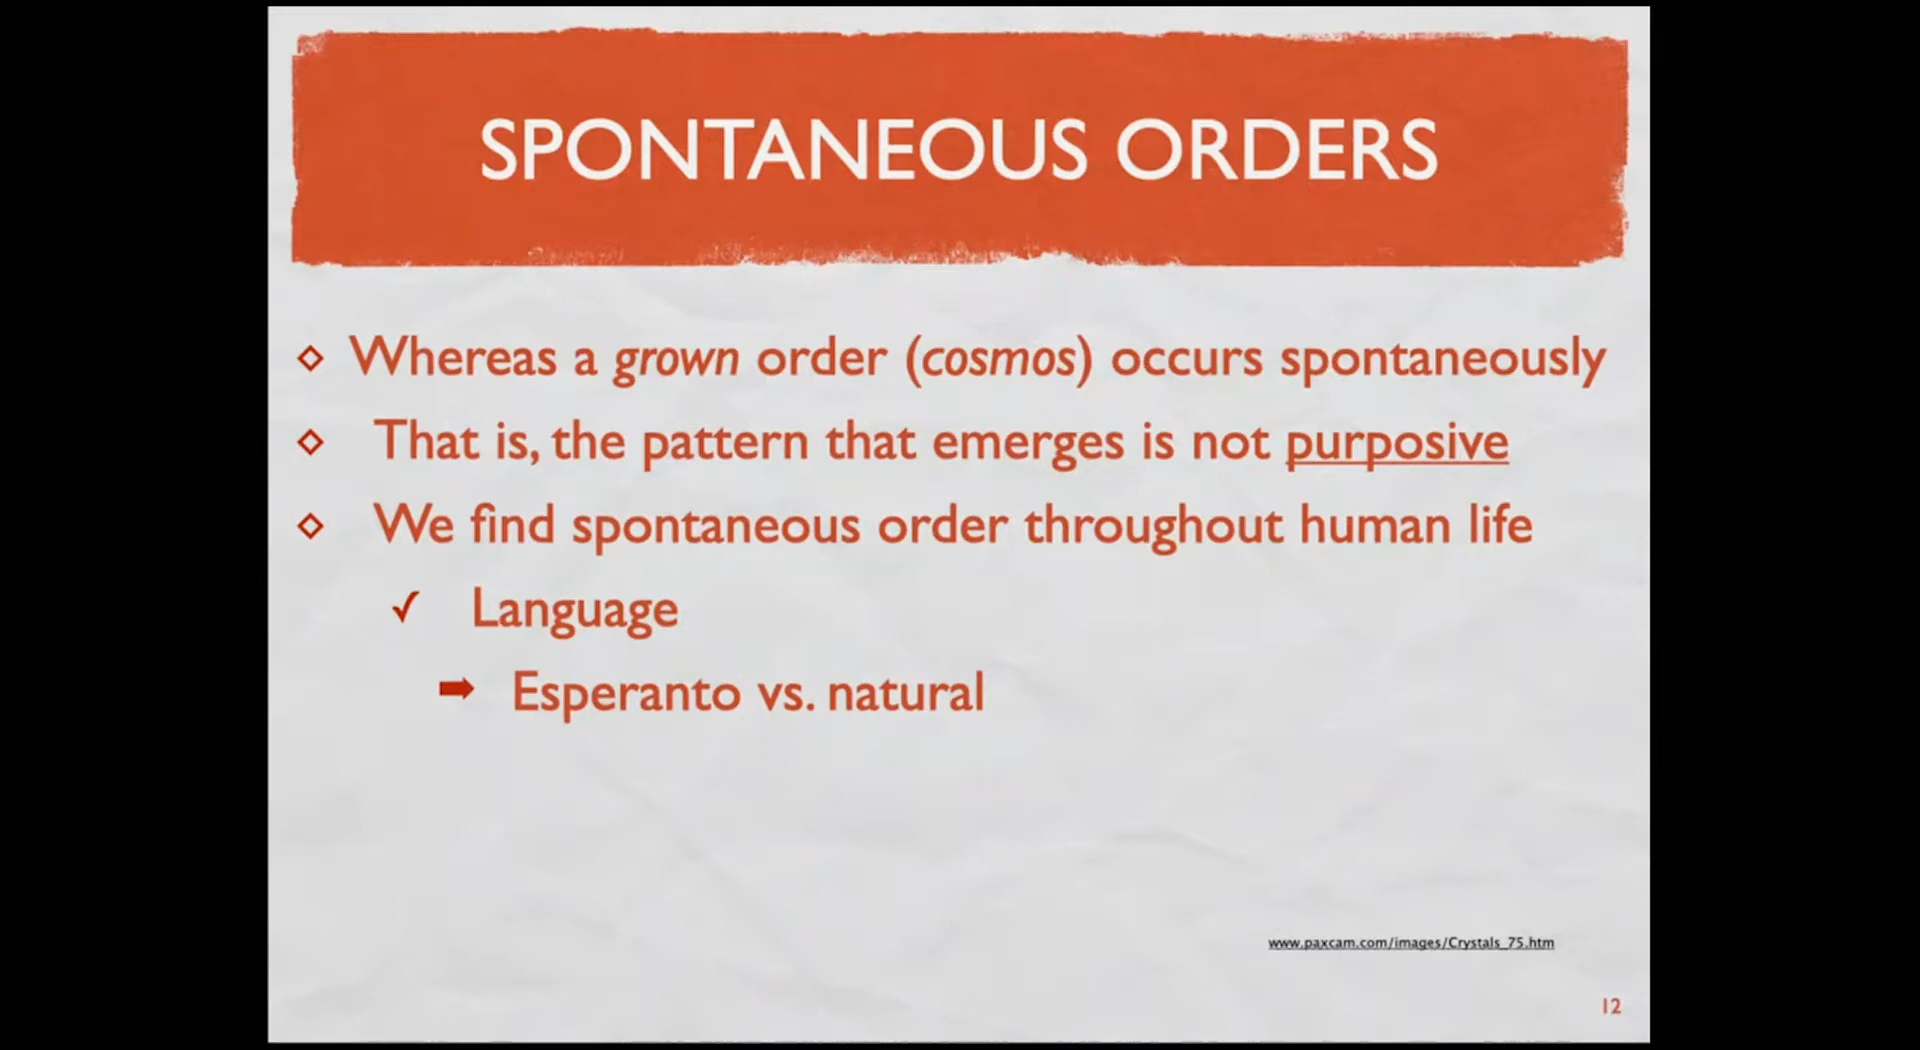 SPONTANEOUS ORDERS
Whereas a grown order (cosmos) occurs spontaneously
That is, the pattern that emerges is not purposive
We find spontaneous order throughout human life
Language
Esperanto vs. natural
www.paxcam.com/images/Crystals_75.htm
12